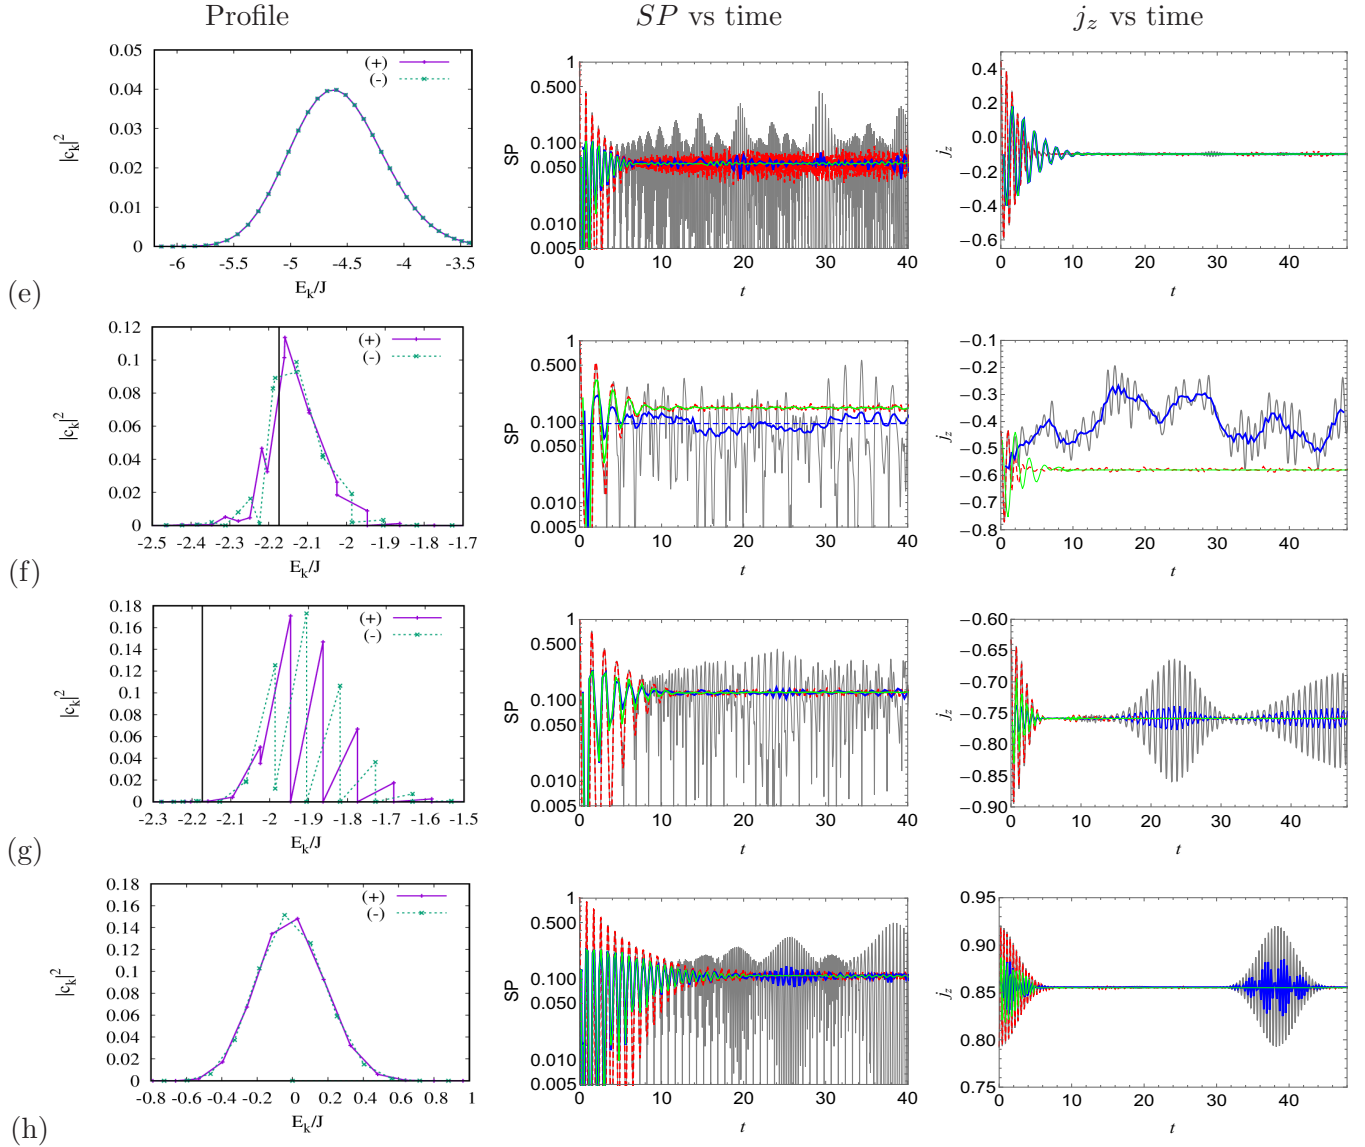 Profile SP vs time j_z vs time
0.05
0.04
0.03
0.02
0.01
0
(+)
(-)
|c_k|^2
-6 -5.5 -5 -4.5 -4 -3.5
E_k/J
1
0.500
0.100
0.050
0.010
0.005
SP
0 10 20 30 40
t
0.4
0.2
0.0
−0.2
−0.4
−0.6
j_z
0 10 20 30 40
t
(e)
0.12
0.1
0.08
0.06
0.04
0.02
0
(+)
(-)
|c_k|^2
-2.5 -2.4 -2.3 -2.2 -2.1 -2 -1.9 -1.8 -1.7
E_k/J
1
0.500
0.100
0.050
0.010
0.005
SP
0 10 20 30 40
t
−0.1
−0.2
−0.3
−0.4
−0.5
−0.6
−0.7
−0.8
j_z
0 10 20 30 40
t
(f)
0.18
0.16
0.14
0.12
0.1
0.08
0.06
0.04
0.02
0
(+)
(-)
|c_k|^2
-2.3 -2.2 -2.1 -2 -1.9 -1.8 -1.7 -1.6 -1.5
E_k/J
1
0.500
0.100
0.050
0.010
0.005
SP
0 10 20 30 40
t
−0.60
−0.65
−0.70
−0.75
−0.80
−0.85
−0.90
j_z
0 10 20 30 40
t
(g)
0.18
0.16
0.14
0.12
0.1
0.08
0.06
0.04
0.02
0
(+)
(-)
|c_k|^2
-0.8 -0.6 -0.4 -0.2 0 0.2 0.4 0.6 0.8 1
E_k/J
1
0.500
0.100
0.050
0.010
0.005
SP
0 10 20 30 40
t
0.95
0.90
0.85
0.80
0.75
j_z
0 10 20 30 40
t
(h)